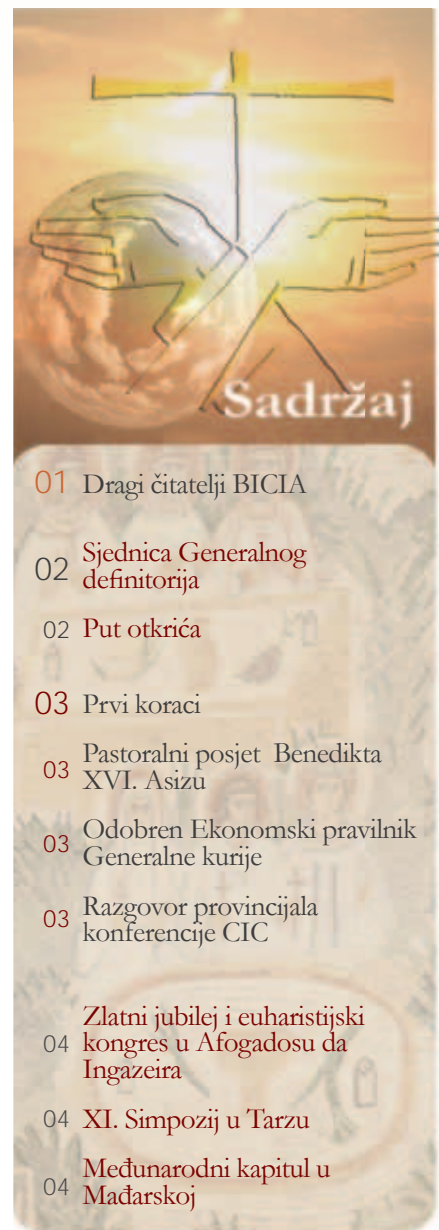 Sadržaj
01 Dragi čitatelji BICIA
02 Sjednica Generalnog
definitorija
02 Put otkrića
03 Prvi koraci
03 Pastoralni posjet Benedikta
XVI. Asizu
03 Odobren Ekonomski pravilnik
Generalne kurije
03 Razgovor provincijala
konferencije CIC
Zlatni jubilej i euharistijski
04 kongres u Afogadosu da
Ingazeira
04 XI. Simpozij u Tarzu
04 Međunarodni kapitul u
Mađarskoj